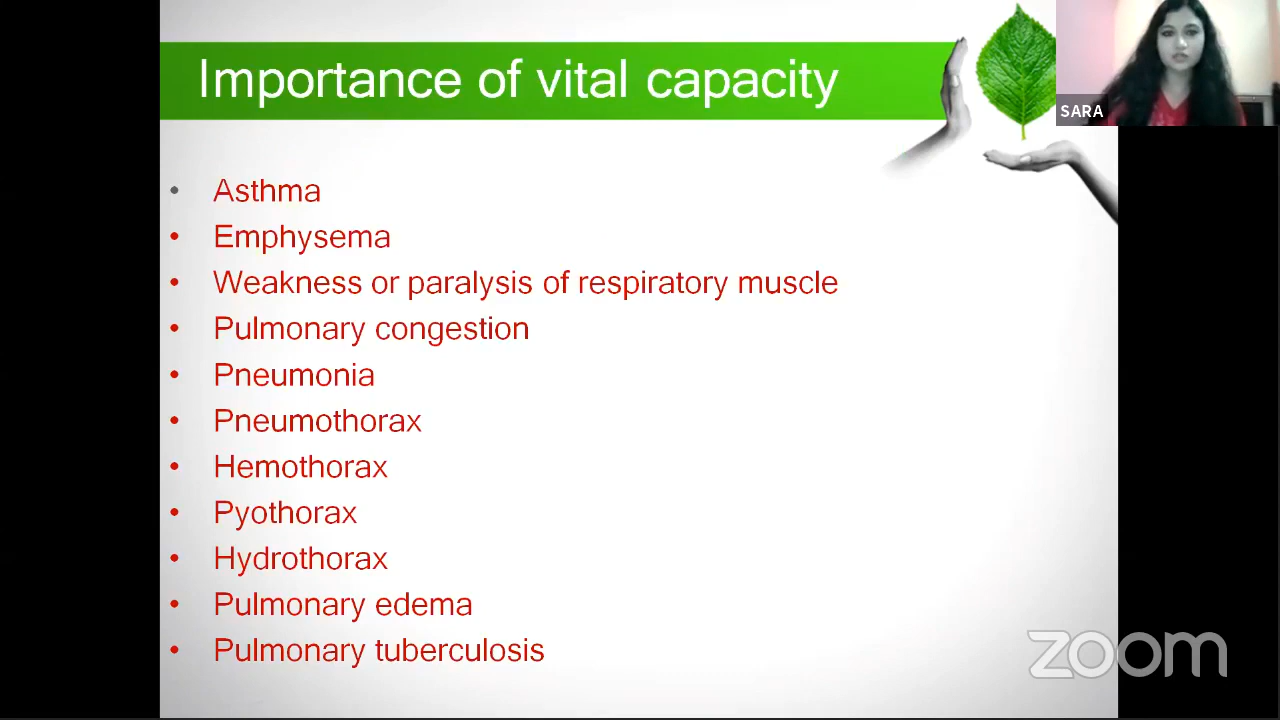 Importance of vital capacity
SARA
• Asthma
• Emphysema
• Weakness or paralysis of respiratory muscle
• Pulmonary congestion
• Pneumonia
• Pneumothorax
• Hemothorax
• Pyothorax
• Hydrothorax
• Pulmonary edema
• Pulmonary tuberculosis
zoom